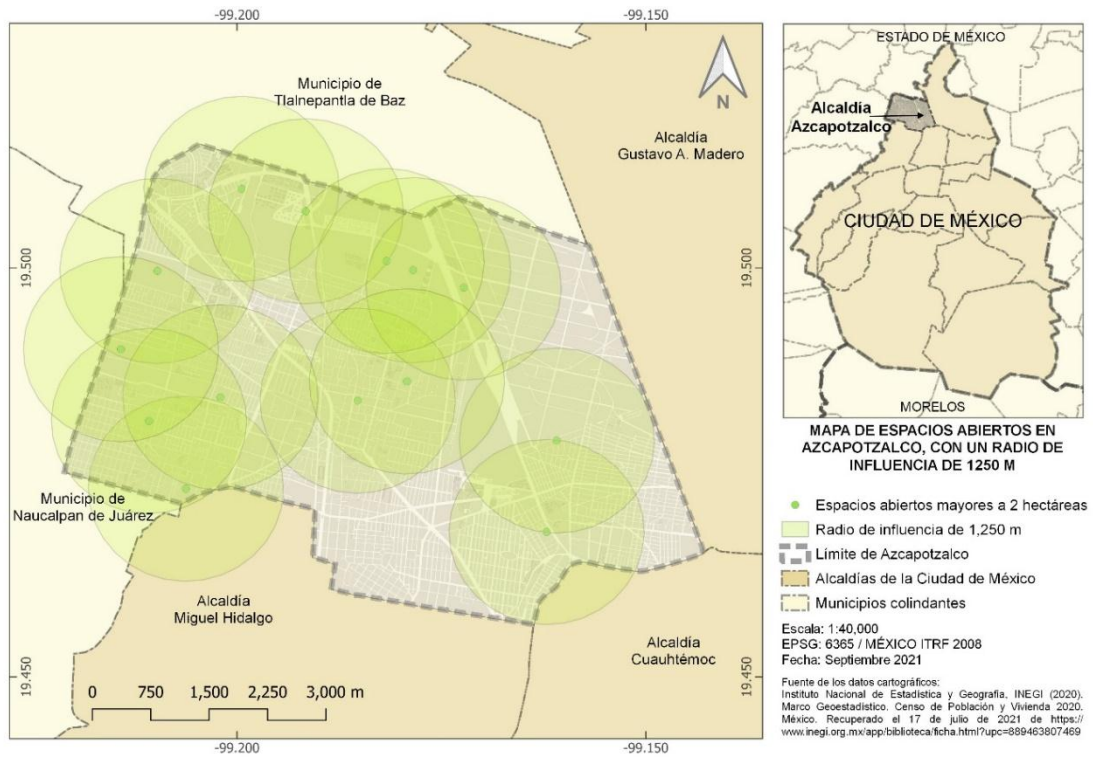 -99.200
-99.150
Municipio de
Tlalnepantla de Baz
N
Alcaldía
Gustavo A. Madero
19.500
19.500
Municipio de
Naucalpan de Juárez
Alcaldía
Miguel Hidalgo
Alcaldía
Cuauhtémoc
19.450
19.450
0 750 1,500 2,250 3,000 m
-99.200
-99.150
ESTADO DE MÉXICO
Alcaldía
Azcapotzalco
CIUDAD DE MÉXICO
MORELOS
MAPA DE ESPACIOS ABIERTOS EN
AZCAPOTZALCO, CON UN RADIO DE
INFLUENCIA DE 1250 M
Espacios abiertos mayores a 2 hectáreas
Radio de influencia de 1,250 m
Límite de Azcapotzalco
Alcaldías de la Ciudad de México
Municipios colindantes
Escala: 1:40,000
EPSG: 6365 / MÉXICO ITRF 2008
Fecha: Septiembre 2021
Fuente de los datos cartográficos:
Instituto Nacional de Estadística y Geografía, INEGI (2020).
Marco Geoestadístico. Censo de Población y Vivienda 2020.
México. Recuperado el 17 de julio de 2021 de https://
www.inegi.org.mx/app/biblioteca/ficha.html?upc=889463807469